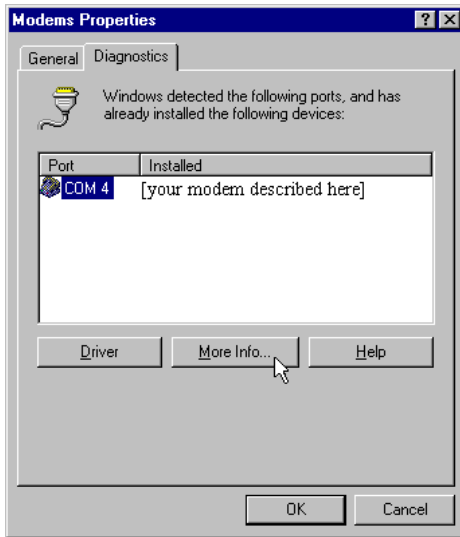 Modems Properties
General Diagnostics
Windows detected the following ports, and has
already installed the following devices:
Port Installed
COM 4 [your modem described here]
Driver More Info... Help
OK Cancel